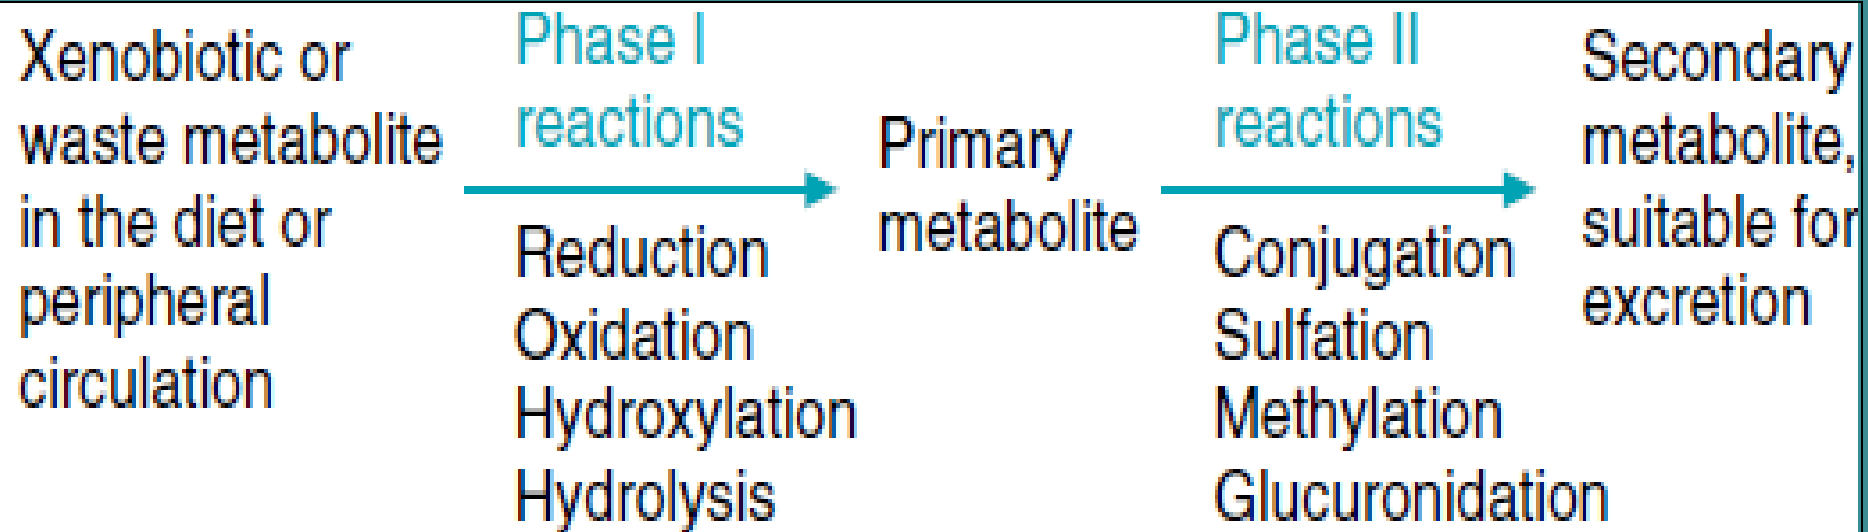 Xenobiotic or
waste metabolite
in the diet or
peripheral
circulation
Phase I
reactions
Reduction
Oxidation
Hydroxylation
Hydrolysis
Primary
metabolite
Phase II
reactions
Conjugation
Sulfation
Methylation
Glucuronidation
Secondary
metabolite,
suitable for
excretion